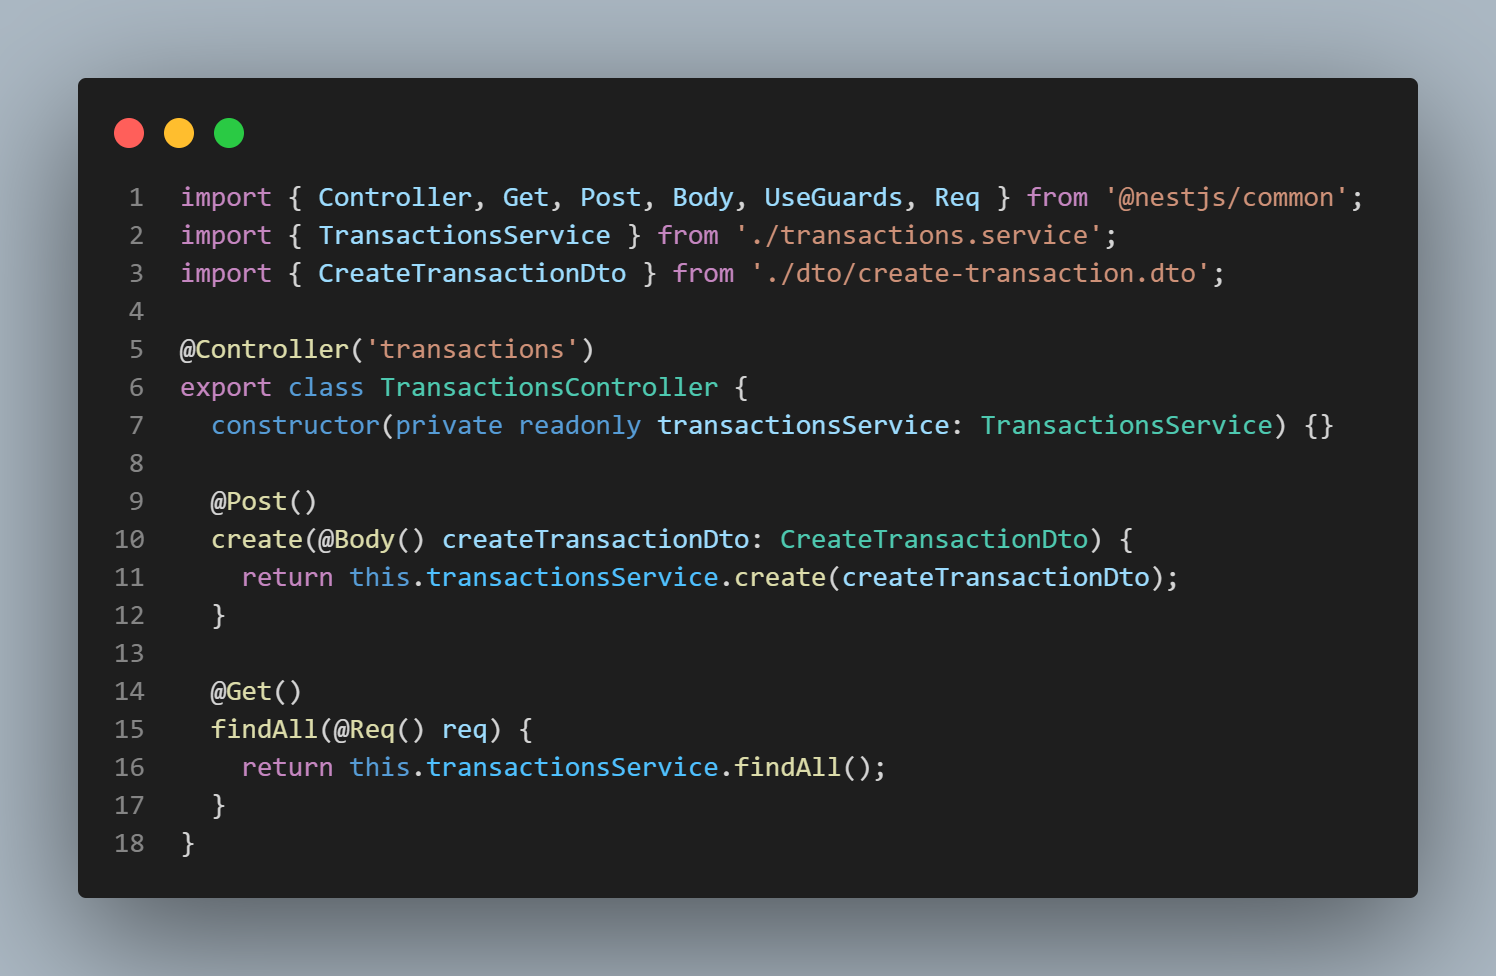 1 import { Controller, Get, Post, Body, UseGuards, Req } from '@nestjs/common';
2 import { TransactionsService } from './transactions.service';
3 import { CreateTransactionDto } from './dto/create-transaction.dto';
4
5 @Controller('transactions')
6 export class TransactionsController {
7   constructor(private readonly transactionsService: TransactionsService) {}
8
9   @Post()
10   create(@Body() createTransactionDto: CreateTransactionDto) {
11     return this.transactionsService.create(createTransactionDto);
12   }
13
14   @Get()
15   findAll(@Req() req) {
16     return this.transactionsService.findAll();
17   }
18 }